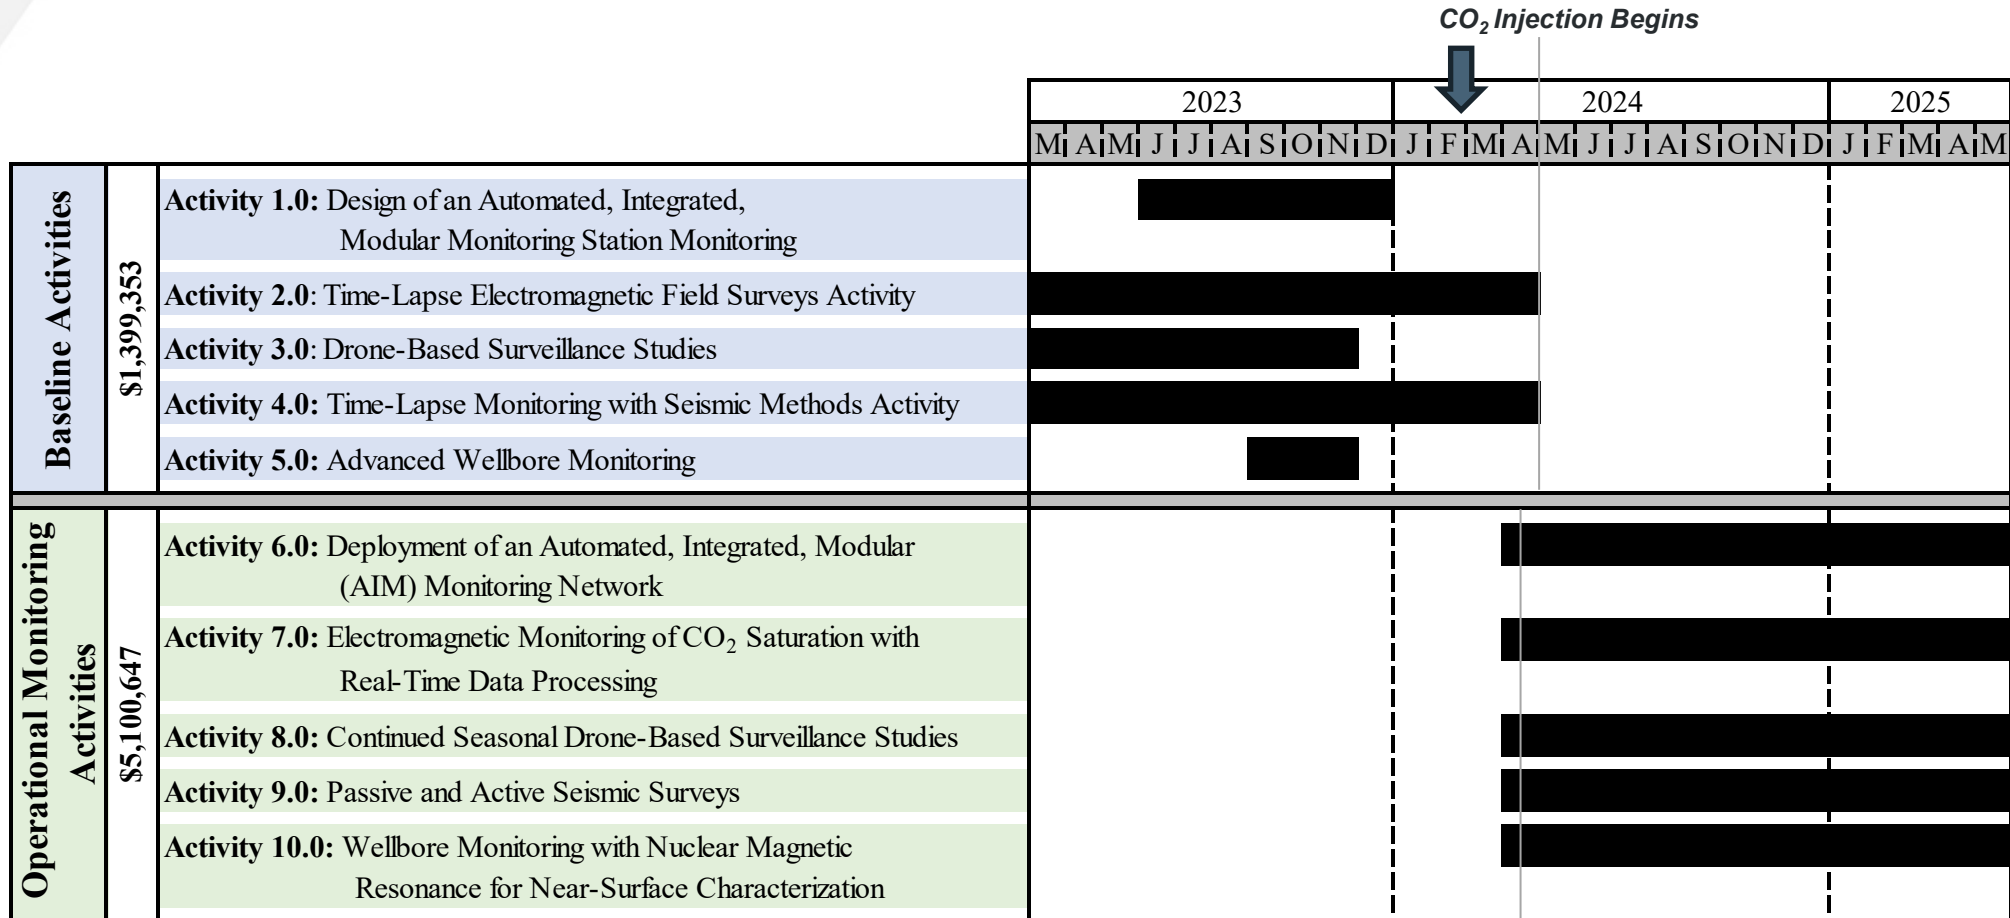 CO₂ Injection Begins
2023 2024 2025
M A M J J A S O N D J F M A M J J A S O N D J F M A M
Baseline Activities
$1,399,353
Activity 1.0: Design of an Automated, Integrated,
Modular Monitoring Station Monitoring
Activity 2.0: Time-Lapse Electromagnetic Field Surveys Activity
Activity 3.0: Drone-Based Surveillance Studies
Activity 4.0: Time-Lapse Monitoring with Seismic Methods Activity
Activity 5.0: Advanced Wellbore Monitoring
Operational Monitoring
Activities
$5,100,647
Activity 6.0: Deployment of an Automated, Integrated, Modular
(AIM) Monitoring Network
Activity 7.0: Electromagnetic Monitoring of CO₂ Saturation with
Real-Time Data Processing
Activity 8.0: Continued Seasonal Drone-Based Surveillance Studies
Activity 9.0: Passive and Active Seismic Surveys
Activity 10.0: Wellbore Monitoring with Nuclear Magnetic
Resonance for Near-Surface Characterization